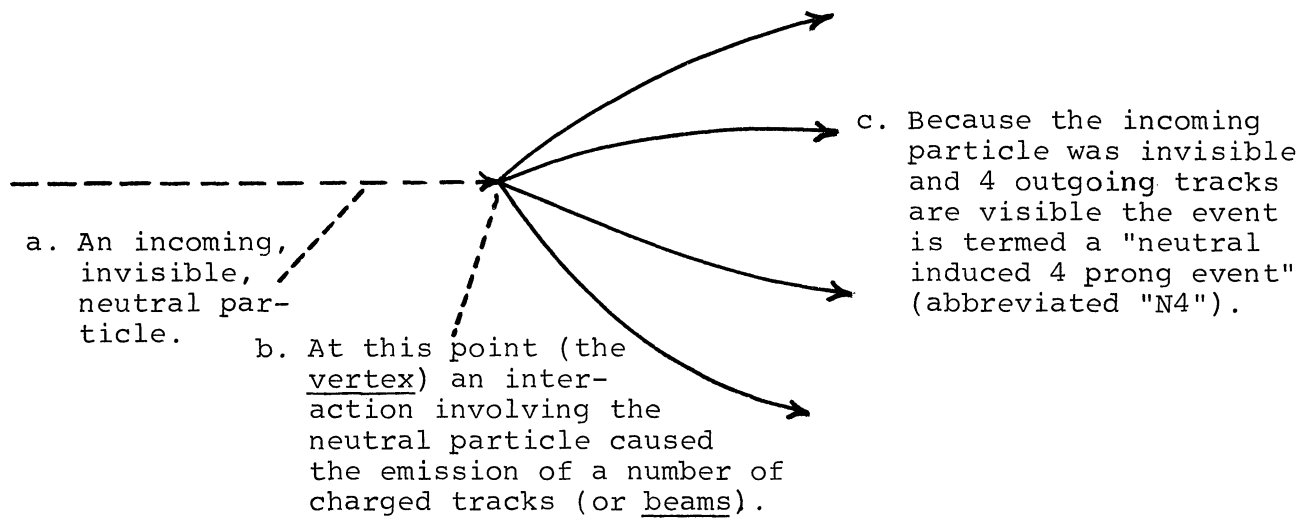 a. An incoming,
invisible,
neutral par-
ticle.
b. At this point (the
vertex) an inter-
action involving the
neutral particle caused
the emission of a number of
charged tracks (or beams).
c. Because the incoming
particle was invisible
and 4 outgoing tracks
are visible the event
is termed a "neutral
induced 4 prong event"
(abbreviated "N4").